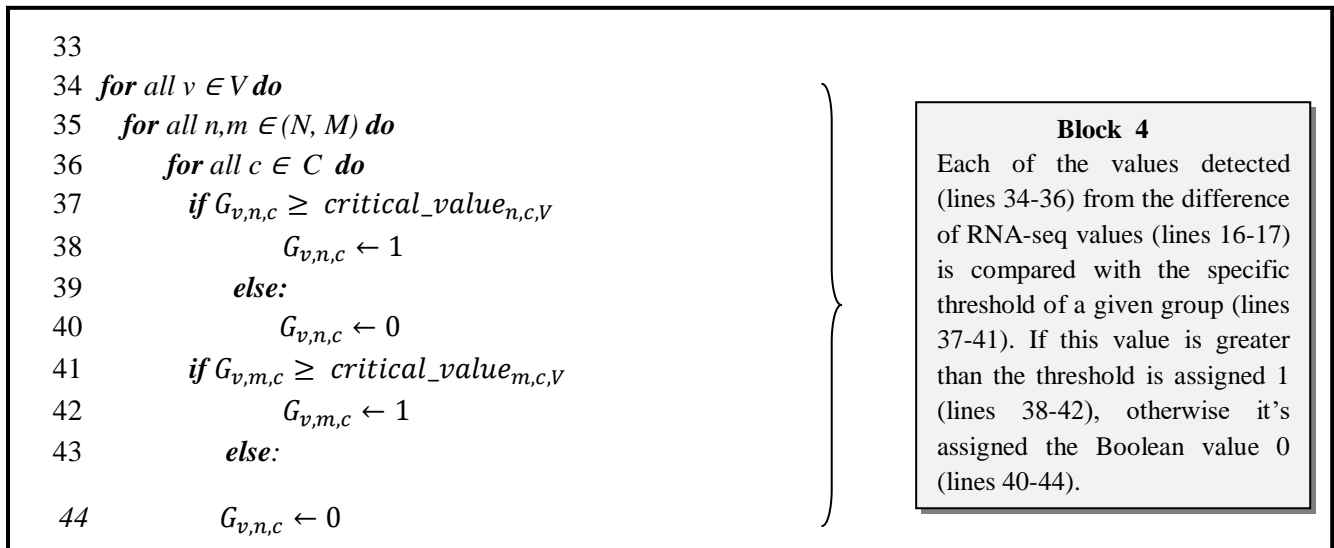 33
34 for all v ∈ V do
35 for all n,m ∈ (N, M) do
36 for all c ∈ C do
37 if G_{v,n,c} ≥ critical_value_{n,c,V}
38 G_{v,n,c} ← 1
39 else:
40 G_{v,n,c} ← 0
41 if G_{v,m,c} ≥ critical_value_{m,c,V}
42 G_{v,m,c} ← 1
43 else:
44 G_{v,n,c} ← 0
Block 4
Each of the values detected
(lines 34-36) from the difference
of RNA-seq values (lines 16-17)
is compared with the specific
threshold of a given group (lines
37-41). If this value is greater
than the threshold is assigned 1
(lines 38-42), otherwise it's
assigned the Boolean value 0
(lines 40-44).